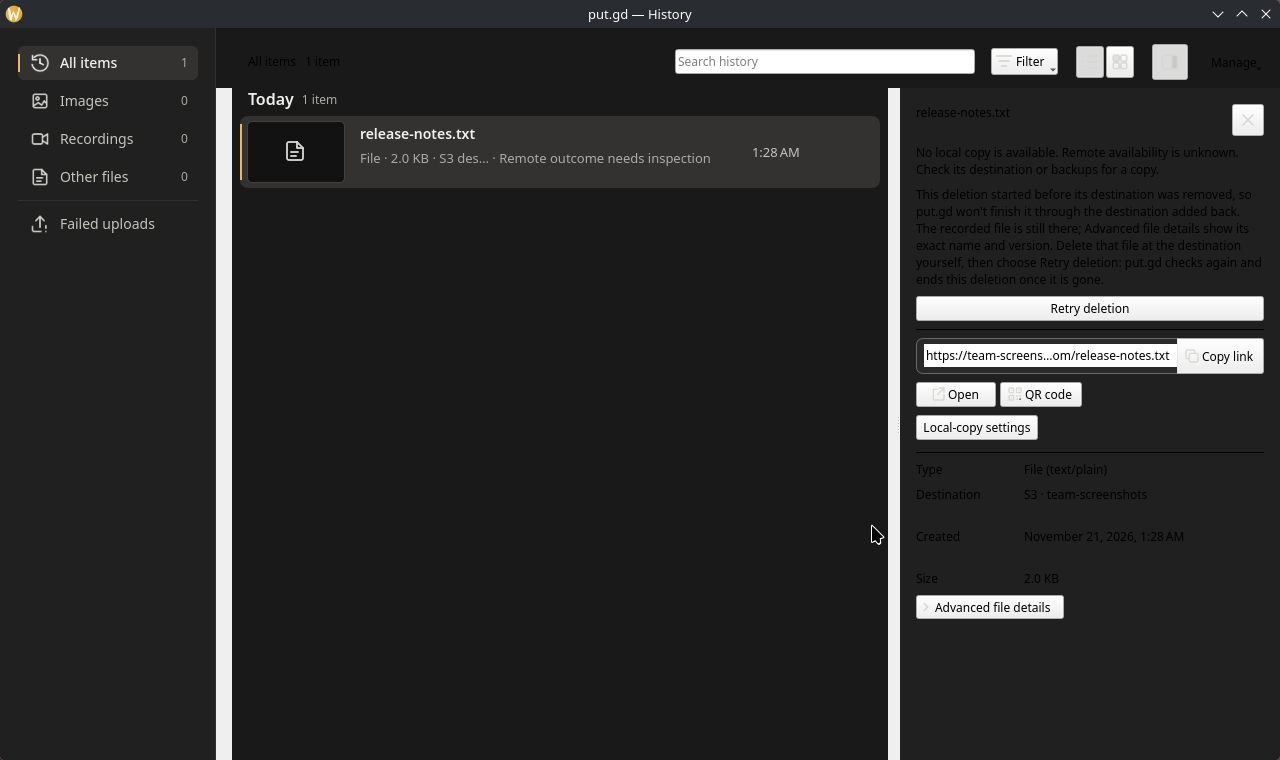 put.gd — History
All items 1
Images 0
Recordings 0
Other files 0
Failed uploads
All items 1 item
Search history
Filter
Manage
Today 1 item
release-notes.txt
File · 2.0 KB · S3 des... · Remote outcome needs inspection
1:28 AM
release-notes.txt
No local copy is available. Remote availability is unknown.
Check its destination or backups for a copy.
This deletion started before its destination was removed, so
put.gd won't finish it through the destination added back.
The recorded file is still there; Advanced file details show its
exact name and version. Delete that file at the destination
yourself, then choose Retry deletion: put.gd checks again and
ends this deletion once it is gone.
Retry deletion
https://team-screens...om/release-notes.txt
Copy link
Open
QR code
Local-copy settings
Type File (text/plain)
Destination S3 · team-screenshots
Created November 21, 2026, 1:28 AM
Size 2.0 KB
Advanced file details